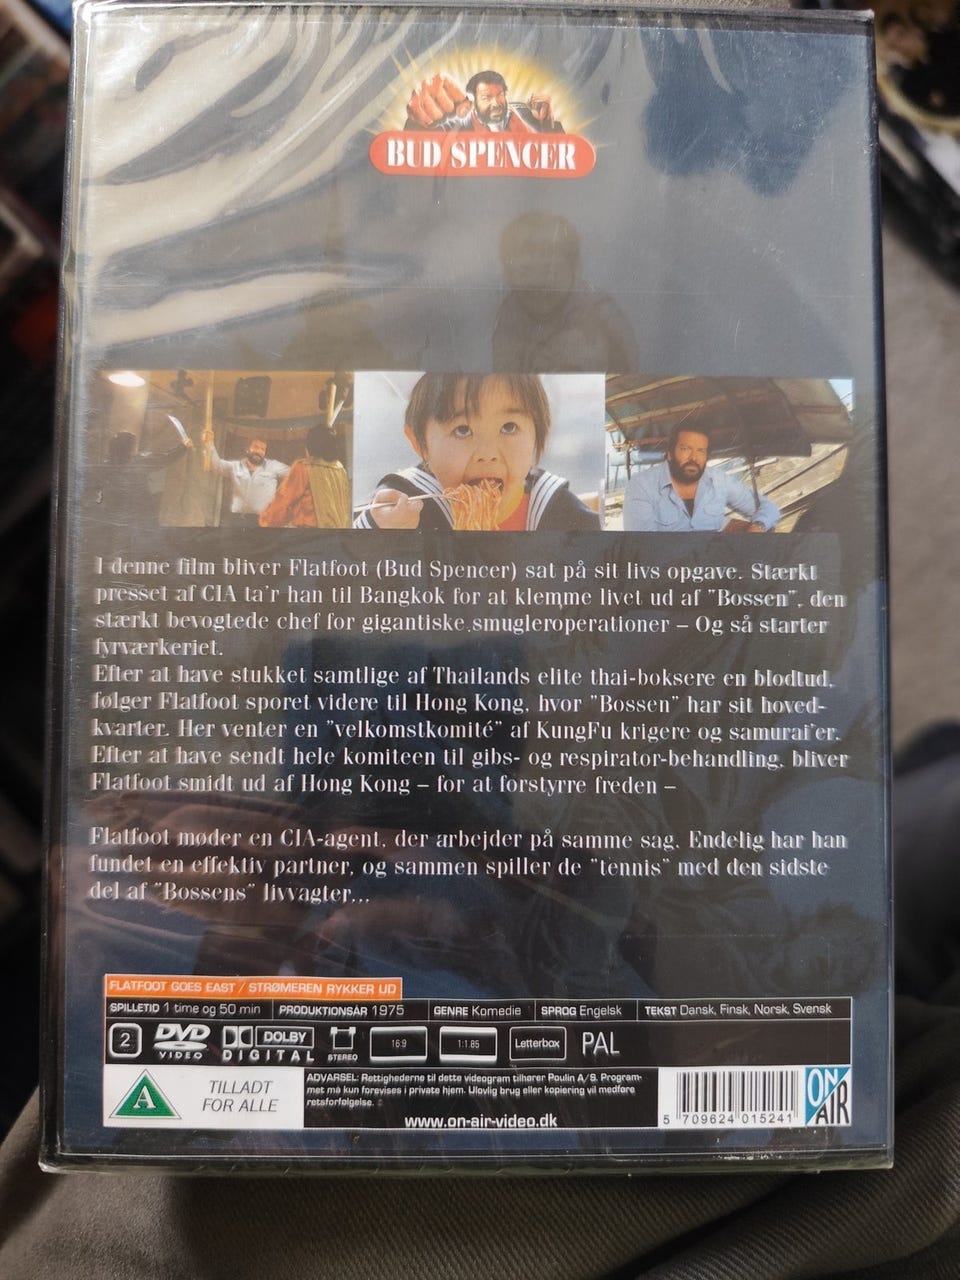 BUD SPENCER
I denne film bliver Flatfoot (Bud Spencer) sat på sit livs opgave. Stærkt
presset af CIA ta'r han til Bangkok for at klemme livet ud af "Bossen", den
stærkt bevogtede chef for gigantiske smugleroperationer – Og så starter
fyrværkeriet.
Efter at have stukket samtlige af Thailands elite thai-boksere en blodtud,
følger Flatfoot sporet videre til Hong Kong, hvor "Bossen" har sit hoved-
kvarter. Her venter en "velkomstkomité" af KungFu krigere og samurai'er.
Efter at have sendt hele komiteen til gibs- og respirator-behandling, bliver
Flatfoot smidt ud af Hong Kong – for at forstyrre freden –
Flatfoot møder en CIA-agent, der arbejder på samme sag. Endelig har han
fundet en effektiv partner, og sammen spiller de "tennis" med den sidste
del af "Bossens" livvagter...
FLATFOOT GOES EAST / STRØMEREN RYKKER UD
SPILLETID 1 time og 50 min PRODUKTIONSÅR 1975 GENRE Komedie SPROG Engelsk TEKST Dansk, Finsk, Norsk, Svensk
2 DVD VIDEO DOLBY DIGITAL STEREO 16:9 1:1.85 Letterbox PAL
A TILLADT FOR ALLE
ADVARSEL: Rettighederne til dette videogram tilhører Poulin A/S. Program-
met må kun forevises i private hjem. Ulovlig brug eller kopiering vil medføre
retsforfølgelse.
www.on-air-video.dk
5 709624 015241
ON AIR